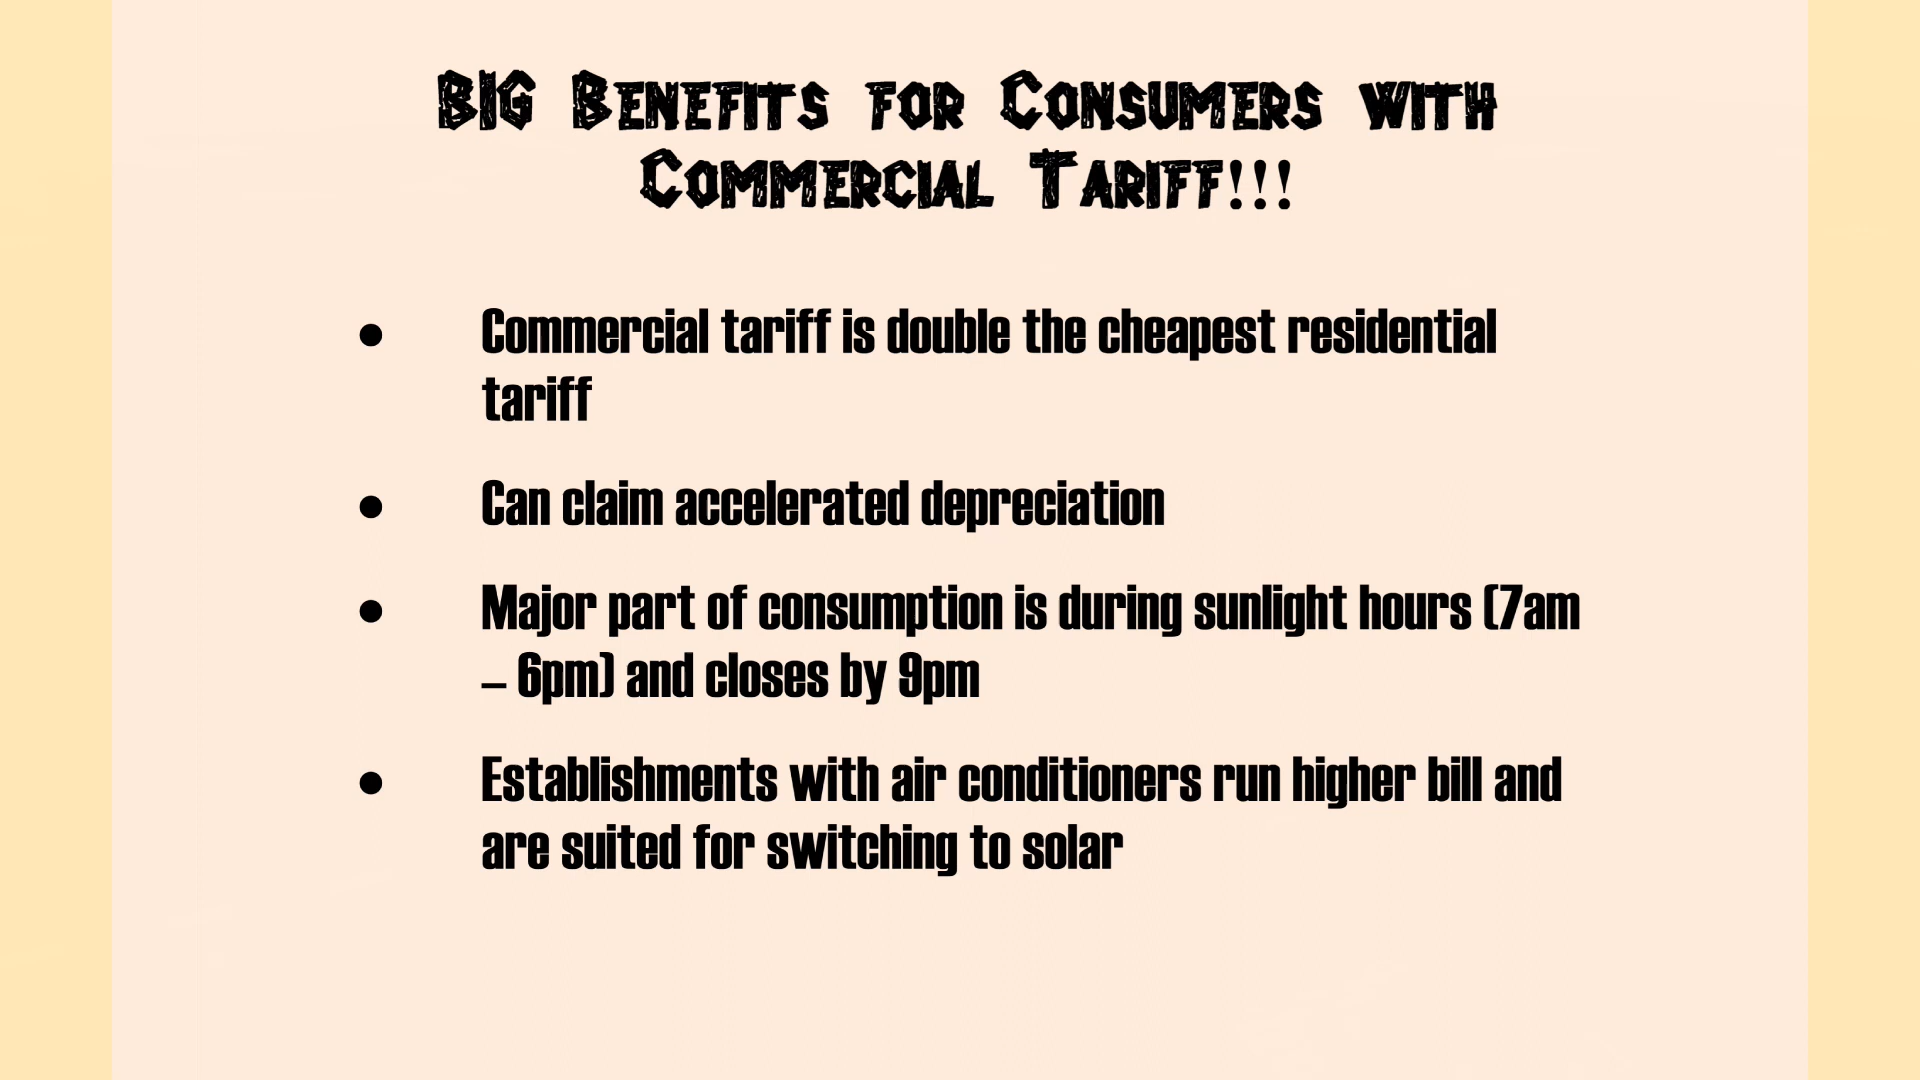 BIG Benefits for Consumers with
Commercial Tariff!!!
● Commercial tariff is double the cheapest residential
tariff
● Can claim accelerated depreciation
● Major part of consumption is during sunlight hours (7am
– 6pm) and closes by 9pm
● Establishments with air conditioners run higher bill and
are suited for switching to solar